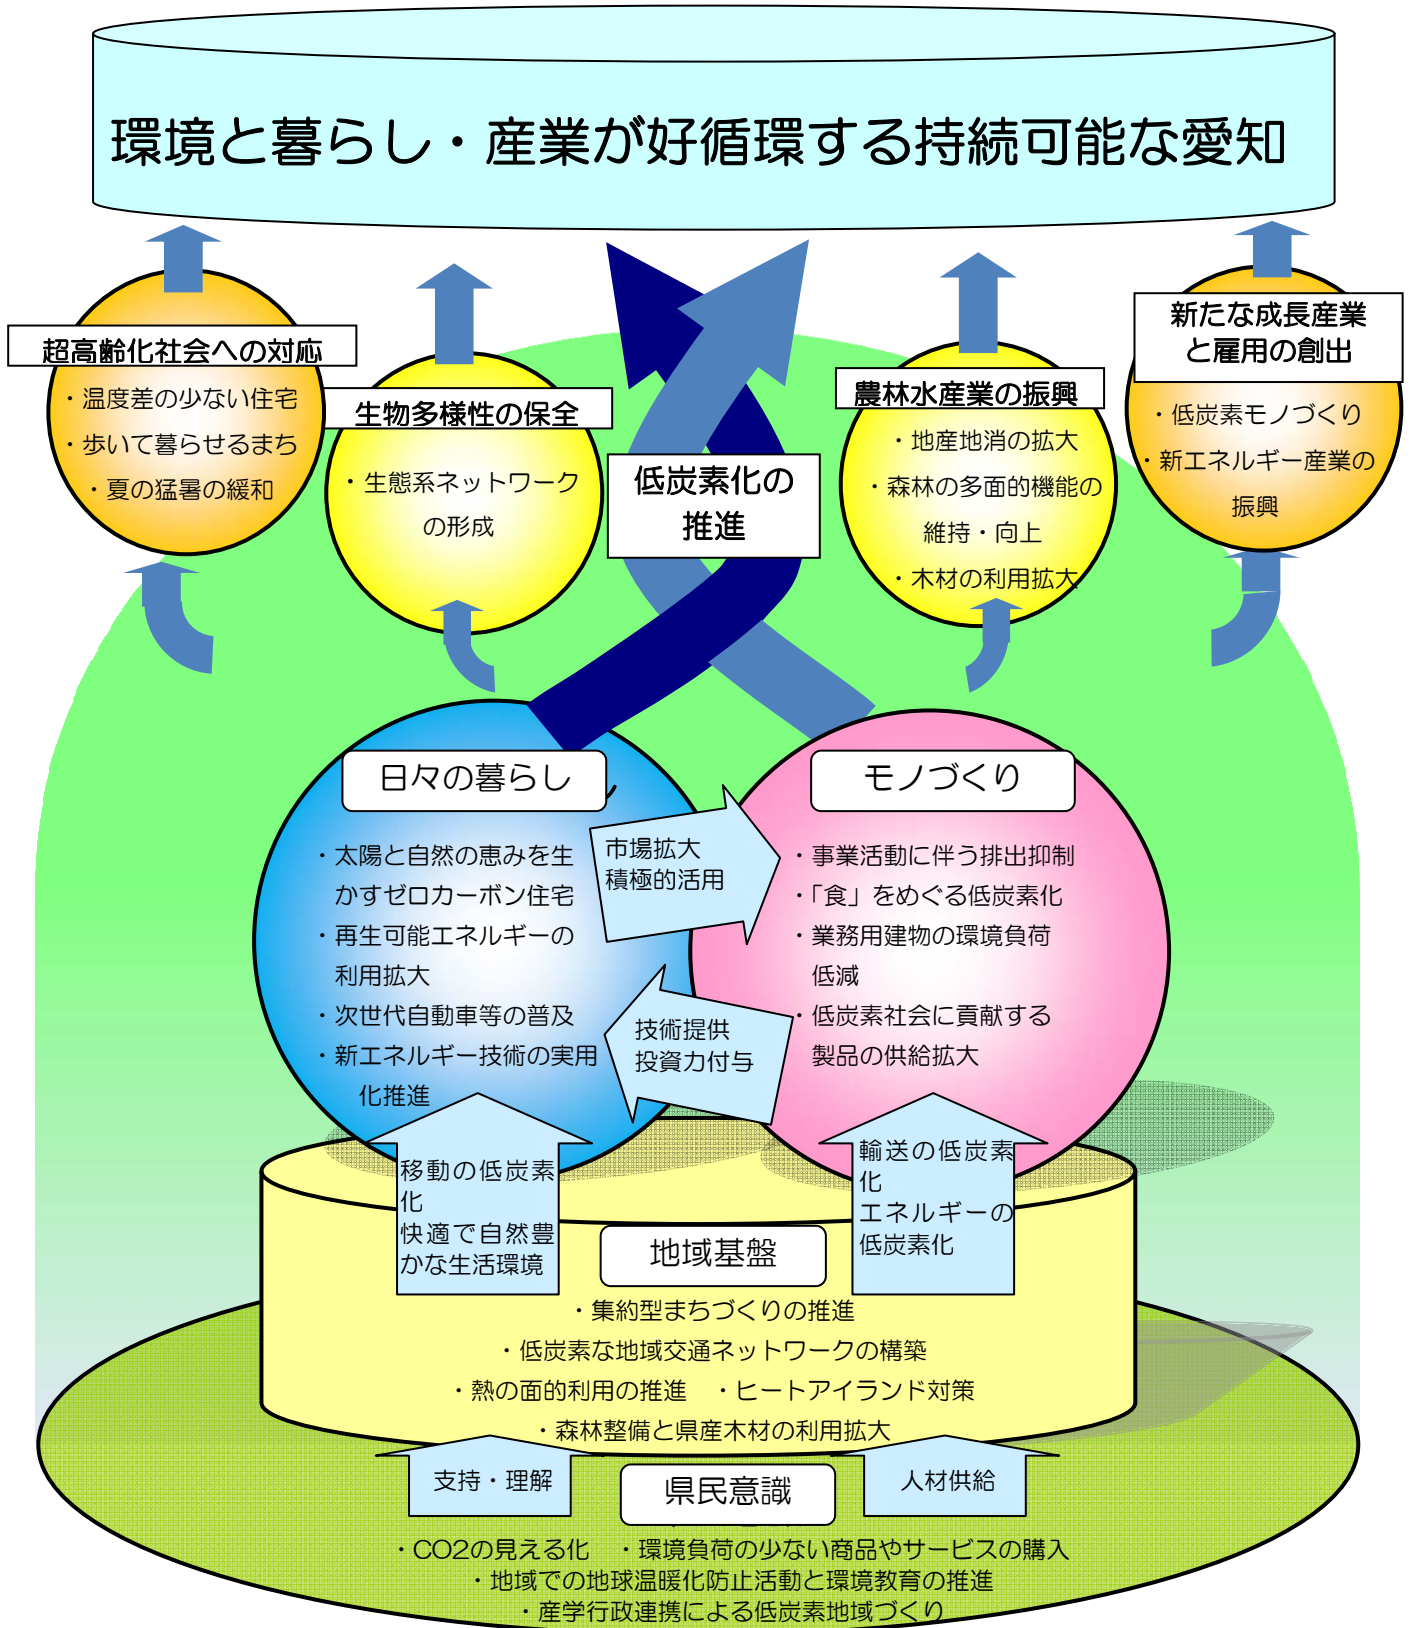 環境と暮らし・産業が好循環する持続可能な愛知
超高齢化社会への対応
・温度差の少ない住宅
・歩いて暮らせるまち
・夏の猛暑の緩和
生物多様性の保全
・生態系ネットワーク
の形成
低炭素化の
推進
農林水産業の振興
・地産地消の拡大
・森林の多面的機能の
維持・向上
・木材の利用拡大
新たな成長産業
と雇用の創出
・低炭素モノづくり
・新エネルギー産業の
振興
日々の暮らし
・太陽と自然の恵みを生
かすゼロカーボン住宅
・再生可能エネルギーの
利用拡大
・次世代自動車等の普及
・新エネルギー技術の実用
化推進
市場拡大
積極的活用
技術提供
投資力付与
モノづくり
・事業活動に伴う排出抑制
・「食」をめぐる低炭素化
・業務用建物の環境負荷
低減
・低炭素社会に貢献する
製品の供給拡大
移動の低炭素
化
快適で自然豊
かな生活環境
輸送の低炭素
化
エネルギーの
低炭素化
地域基盤
・集約型まちづくりの推進
・低炭素な地域交通ネットワークの構築
・熱の面的利用の推進　・ヒートアイランド対策
・森林整備と県産木材の利用拡大
支持・理解
県民意識
人材供給
・CO2の見える化　・環境負荷の少ない商品やサービスの購入
・地域での地球温暖化防止活動と環境教育の推進
・産学行政連携による低炭素地域づくり